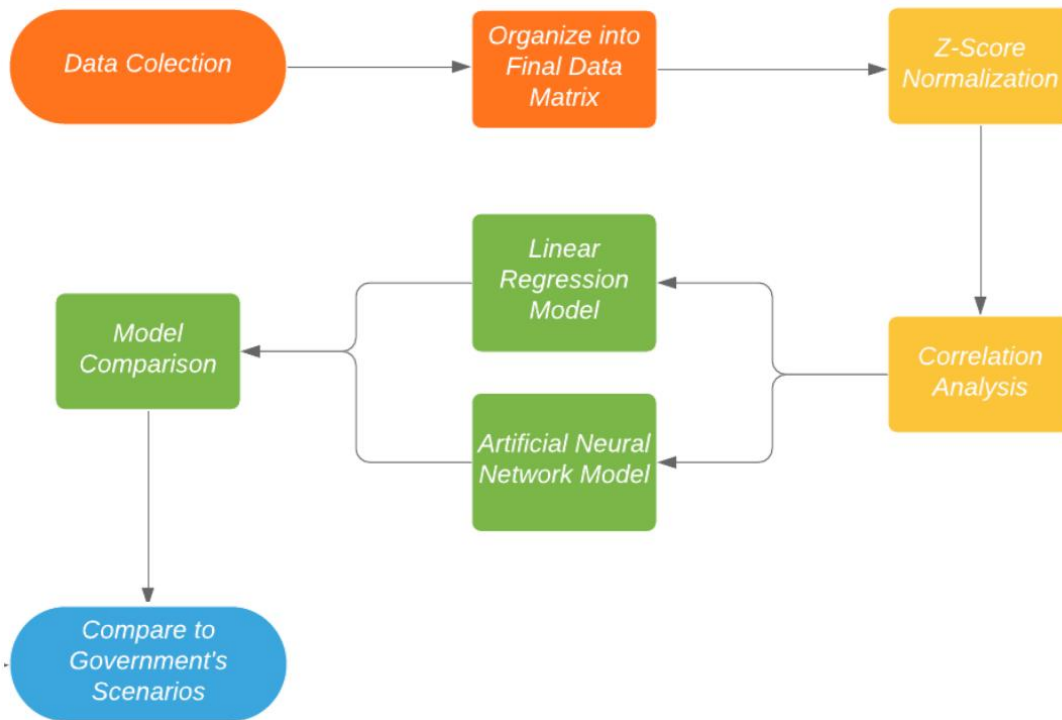 Data Colection
Organize into
Final Data
Matrix
Z-Score
Normalization
Linear
Regression
Model
Model
Comparison
Correlation
Analysis
Artificial Neural
Network Model
Compare to
Government's
Scenarios